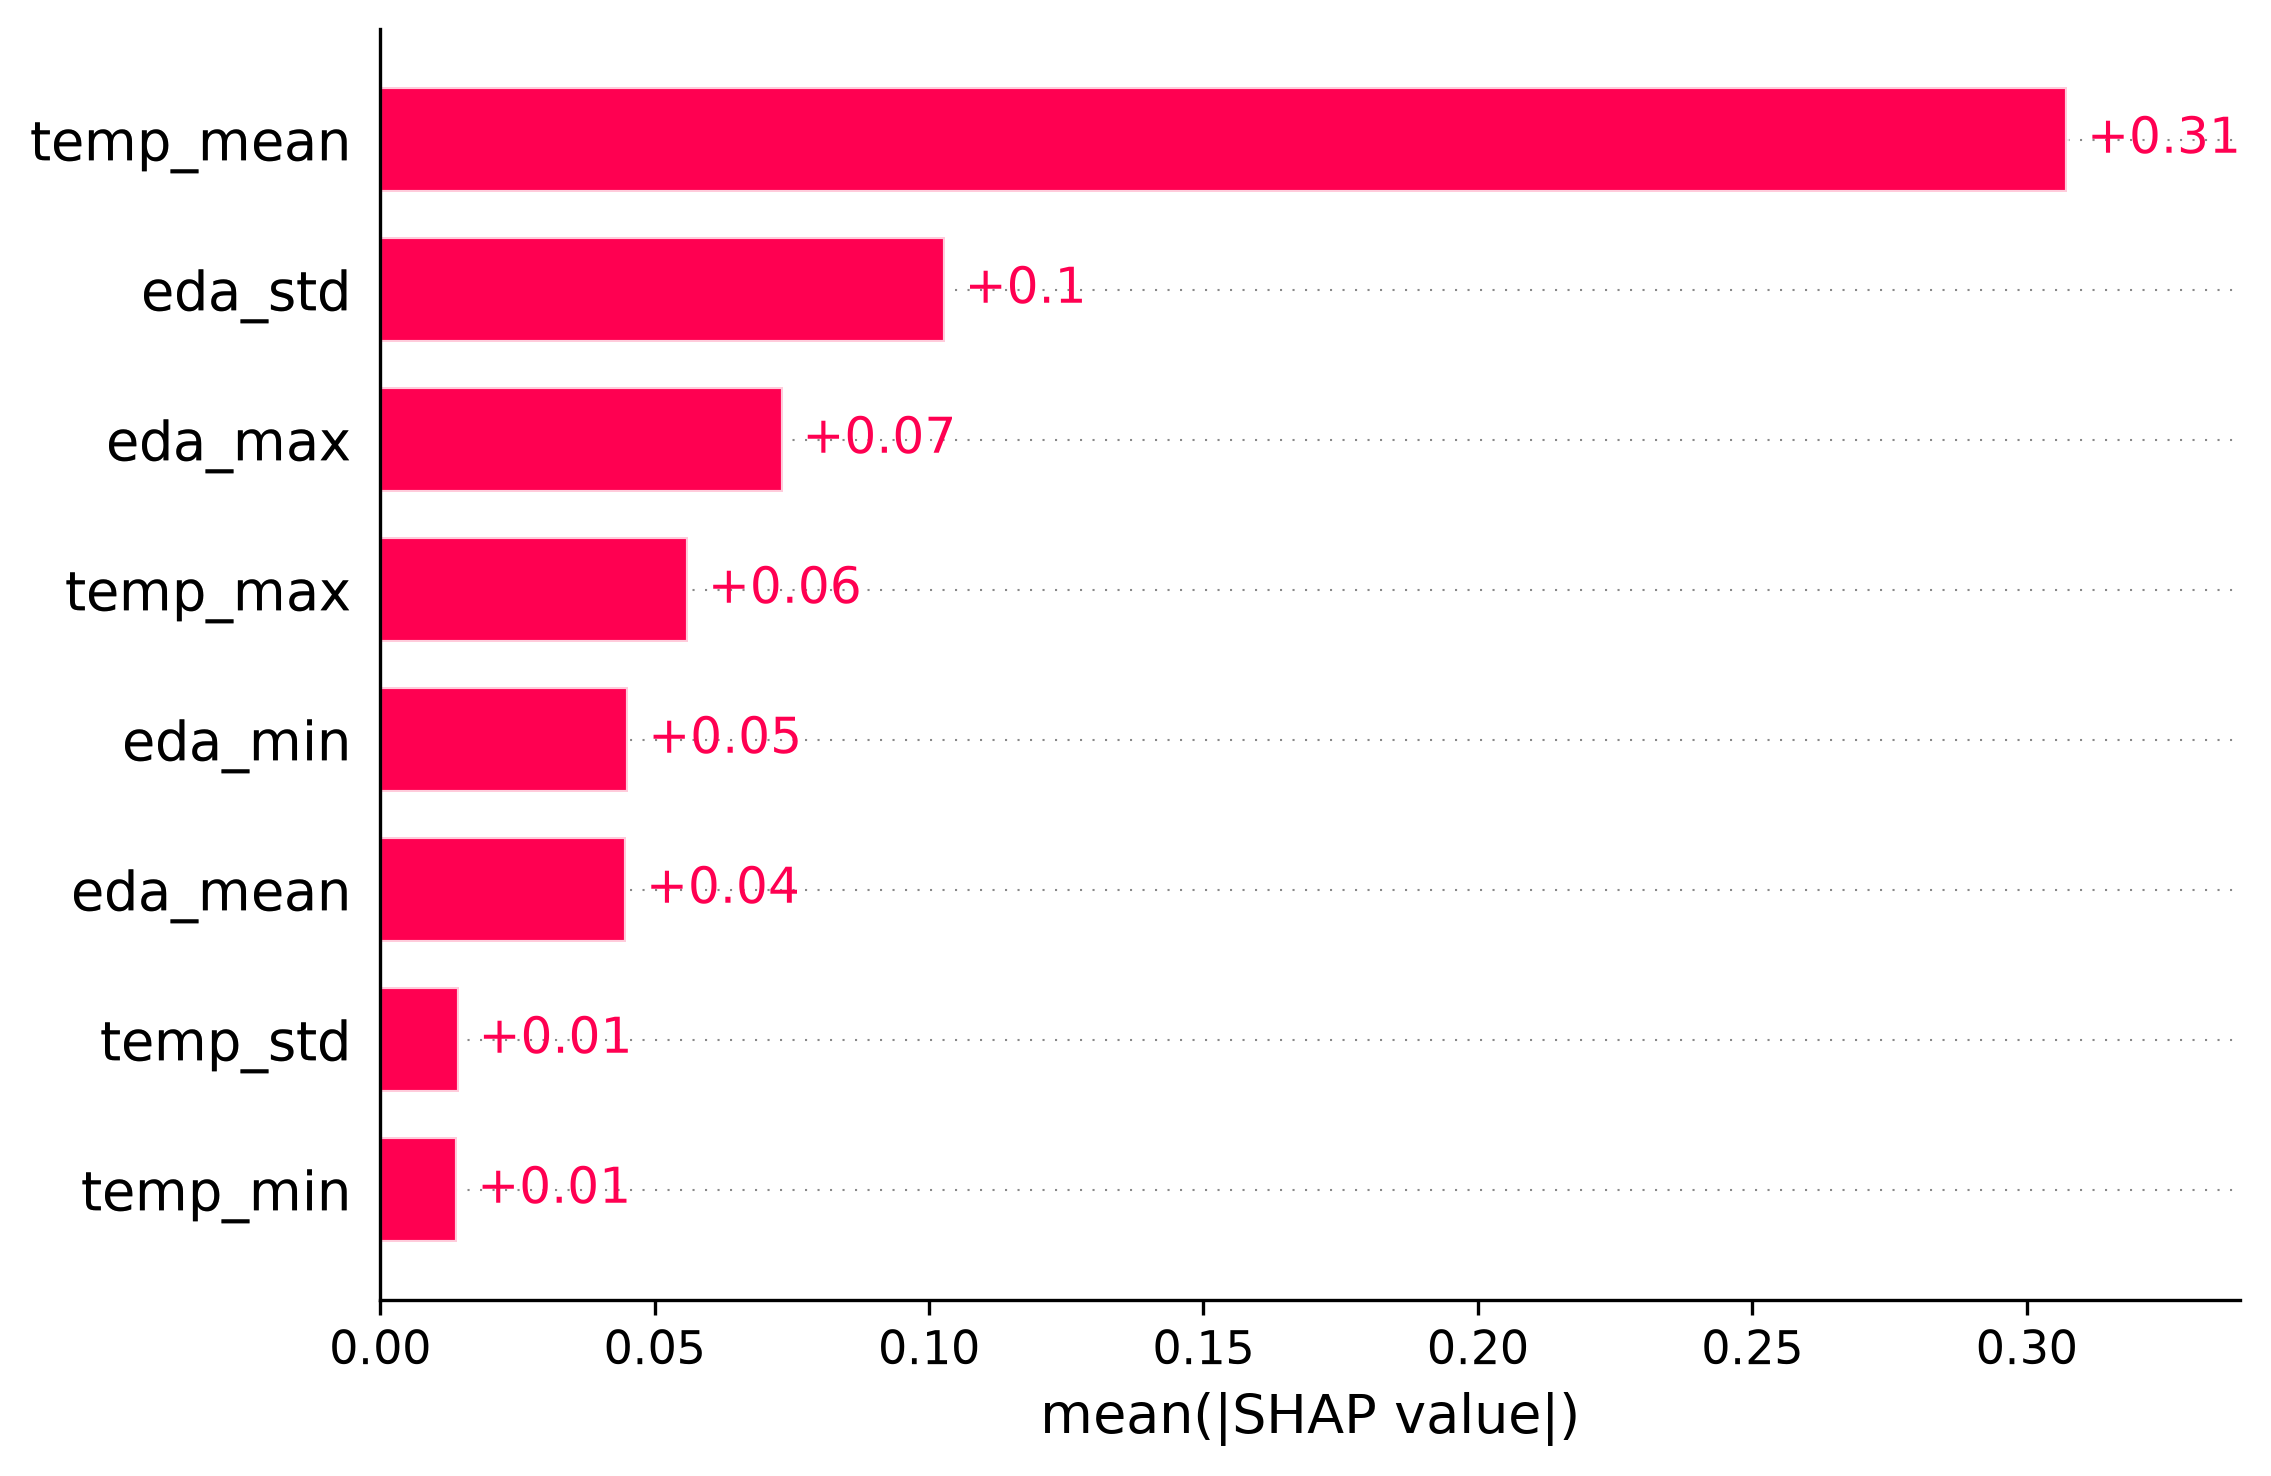 temp_mean +0.31
eda_std +0.1
eda_max +0.07
temp_max +0.06
eda_min +0.05
eda_mean +0.04
temp_std +0.01
temp_min +0.01
0.00 0.05 0.10 0.15 0.20 0.25 0.30
mean(|SHAP value|)